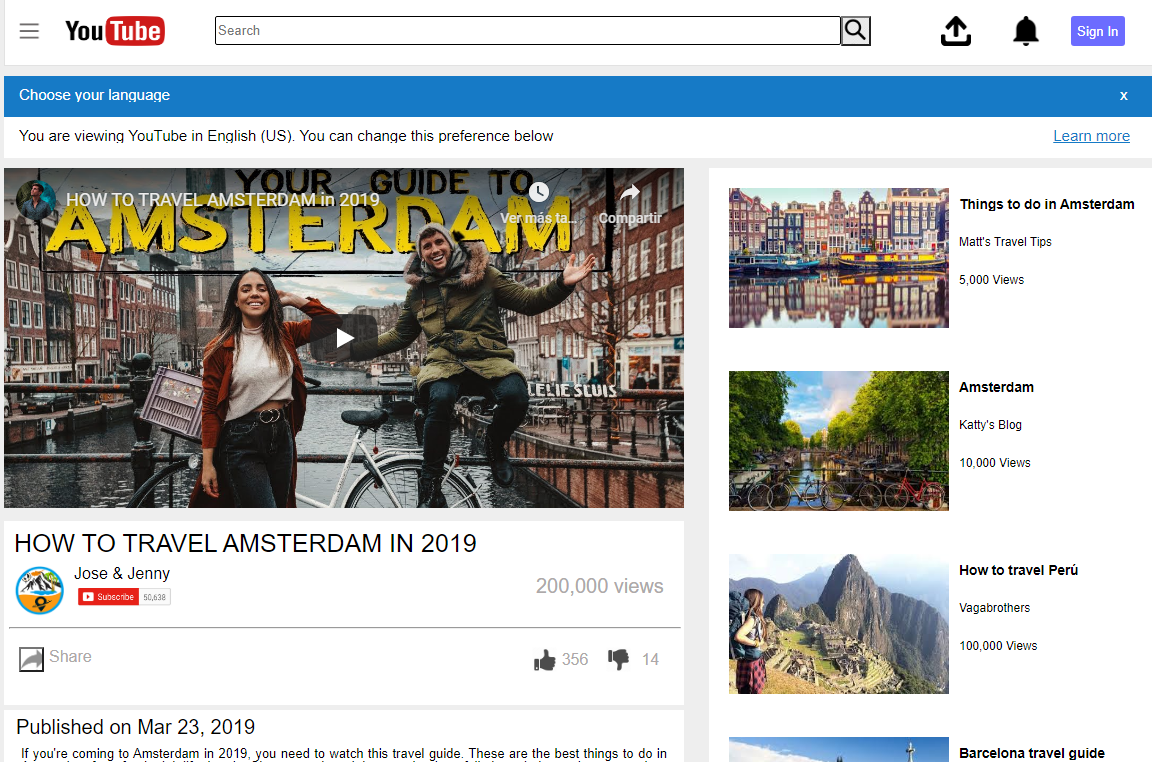 YouTube
Search
Sign In
Choose your language
x
You are viewing YouTube in English (US). You can change this preference below
Learn more
YOUR GUIDE TO
AMSTERDAM
HOW TO TRAVEL AMSTERDAM in 2019
Ver más ta...
Compartir
LELIE SLUIS
HOW TO TRAVEL AMSTERDAM IN 2019
Jose & Jenny
Subscribe 50,638
200,000 views
Share
356
14
Published on Mar 23, 2019
If you're coming to Amsterdam in 2019, you need to watch this travel guide. These are the best things to do in
Things to do in Amsterdam
Matt's Travel Tips
5,000 Views
Amsterdam
Katty's Blog
10,000 Views
How to travel Perú
Vagabrothers
100,000 Views
Barcelona travel guide